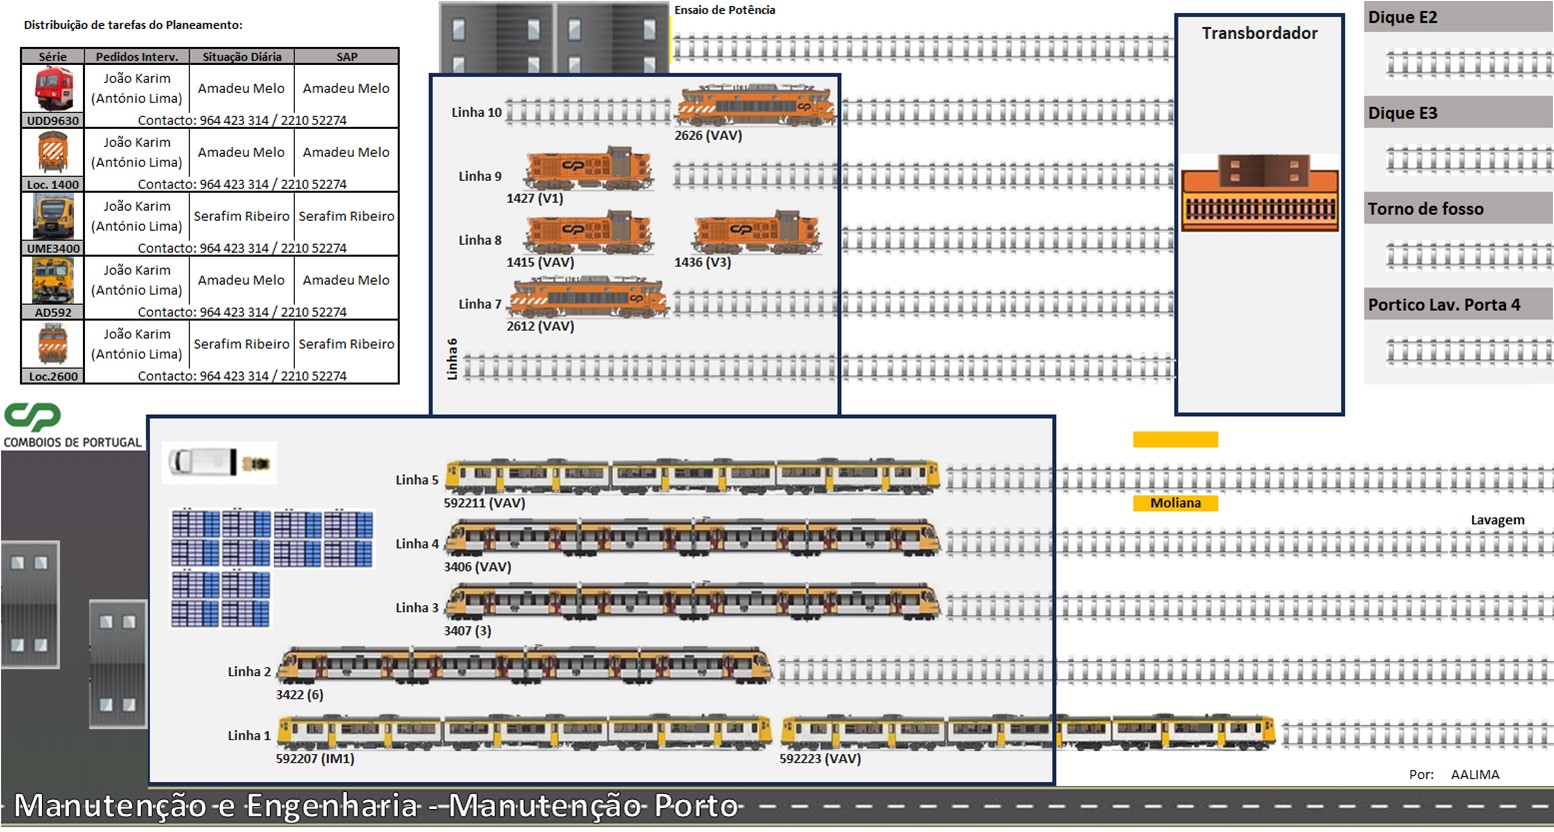 Distribuição de tarefas do Planeamento:
Série Pedidos Interv. Situação Diária SAP
João Karim
(António Lima) Amadeu Melo Amadeu Melo
UDD9630 Contacto: 964 423 314 / 2210 52274
João Karim
(António Lima) Amadeu Melo Amadeu Melo
Loc. 1400 Contacto: 964 423 314 / 2210 52274
João Karim
(António Lima) Serafim Ribeiro Serafim Ribeiro
UME3400 Contacto: 964 423 314 / 2210 52274
João Karim
(António Lima) Amadeu Melo Amadeu Melo
AD592 Contacto: 964 423 314 / 2210 52274
João Karim
(António Lima) Serafim Ribeiro Serafim Ribeiro
Loc.2600 Contacto: 964 423 314 / 2210 52274
CP
COMBOIOS DE PORTUGAL
Ensaio de Potência
Linha 10
2626 (VAV)
Linha 9
1427 (V1)
Linha 8
1415 (VAV) 1436 (V3)
Linha 7
2612 (VAV)
Linha 6
Transbordador
Dique E2
Dique E3
Torno de fosso
Portico Lav. Porta 4
Linha 5
592211 (VAV)
Moliana
Lavagem
Linha 4
3406 (VAV)
Linha 3
3407 (3)
Linha 2
3422 (6)
Linha 1
592207 (IM1) 592223 (VAV)
Por: AALIMA
Manutenção e Engenharia - Manutenção Porto